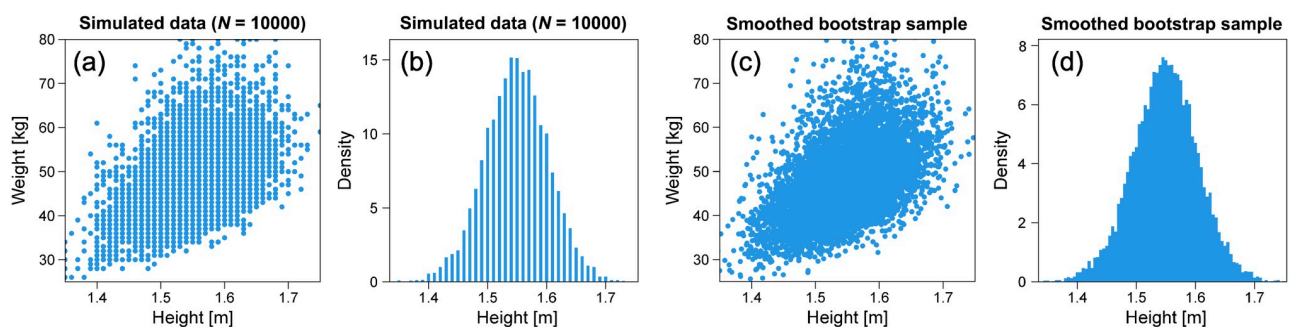 Simulated data (N = 10000)
(a)
Weight [kg]
80
70
60
50
40
30
1.4
1.5
1.6
1.7
Height [m]
Simulated data (N = 10000)
(b)
Density
15
10
5
0
1.4
1.5
1.6
1.7
Height [m]
Smoothed bootstrap sample
(c)
Weight [kg]
80
70
60
50
40
30
1.4
1.5
1.6
1.7
Height [m]
Smoothed bootstrap sample
(d)
Density
8
6
4
2
0
1.4
1.5
1.6
1.7
Height [m]